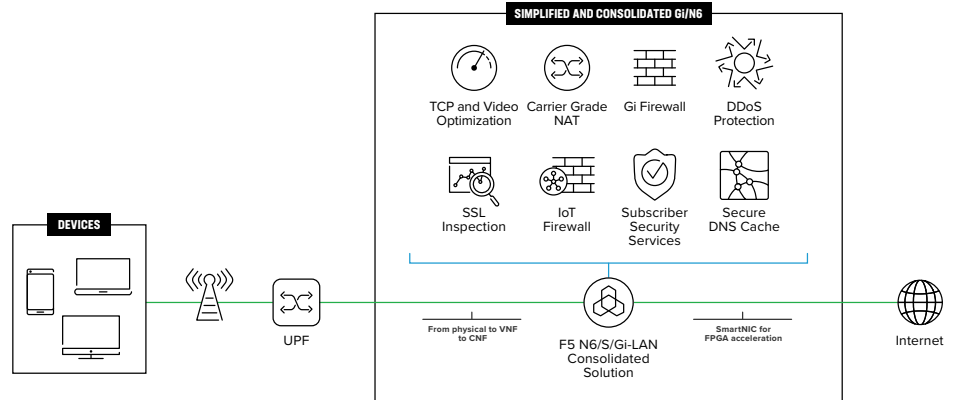 SIMPLIFIED AND CONSOLIDATED Gi/N6
TCP and Video
Optimization
Carrier Grade
NAT
Gi Firewall
DDoS
Protection
SSL
Inspection
IoT
Firewall
Subscriber
Security
Services
Secure
DNS Cache
DEVICES
UPF
From physical to VNF
to CNF
F5 N6/S/Gi-LAN
Consolidated
Solution
SmartNIC for
FPGA acceleration
Internet